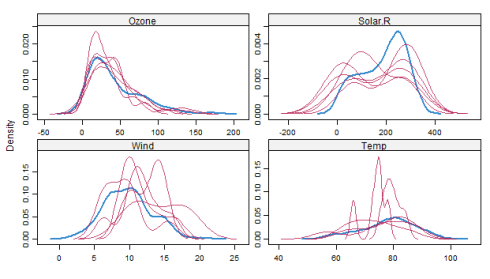 Ozone
Solar.R
0.000 0.010 0.020
0.000 0.002 0.004
-50 0 50 100 150 200
-200 0 200 400
Density
Wind
Temp
0.00 0.05 0.10 0.15
0.00 0.05 0.10 0.15
0 5 10 15 20 25
40 60 80 100